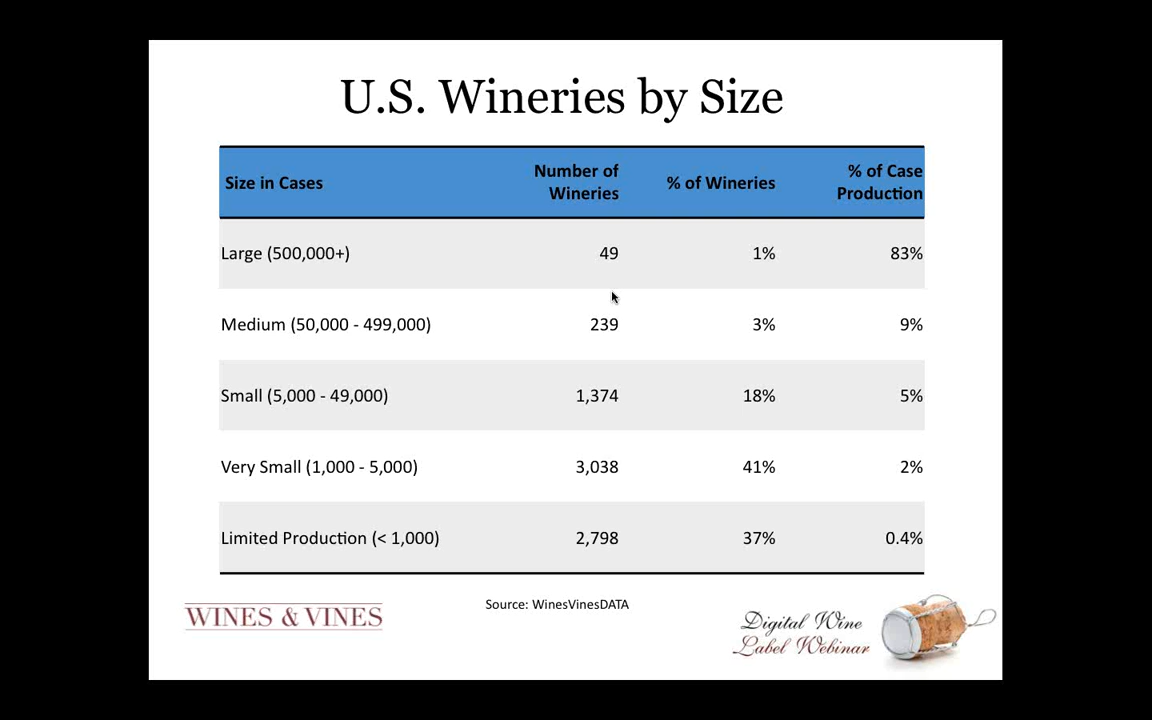 U.S. Wineries by Size
Size in Cases Number of Wineries % of Wineries % of Case Production
Large (500,000+) 49 1% 83%
Medium (50,000 - 499,000) 239 3% 9%
Small (5,000 - 49,000) 1,374 18% 5%
Very Small (1,000 - 5,000) 3,038 41% 2%
Limited Production (< 1,000) 2,798 37% 0.4%
Source: WinesVinesDATA
WINES & VINES
Digital Wine
Label Webinar